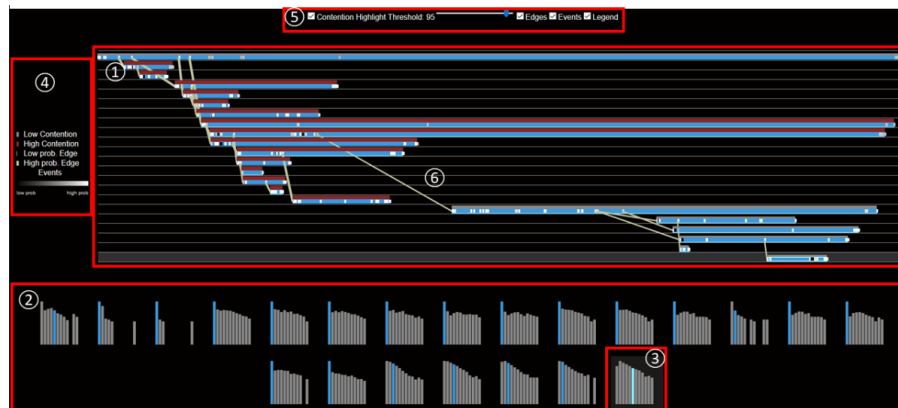 ⑤ Contention Highlight Threshold: 95 Edges Events Legend
①
④
Low Contention
High Contention
Low prob. Edge
High prob. Edge
Events
low prob high prob
⑥
②
③